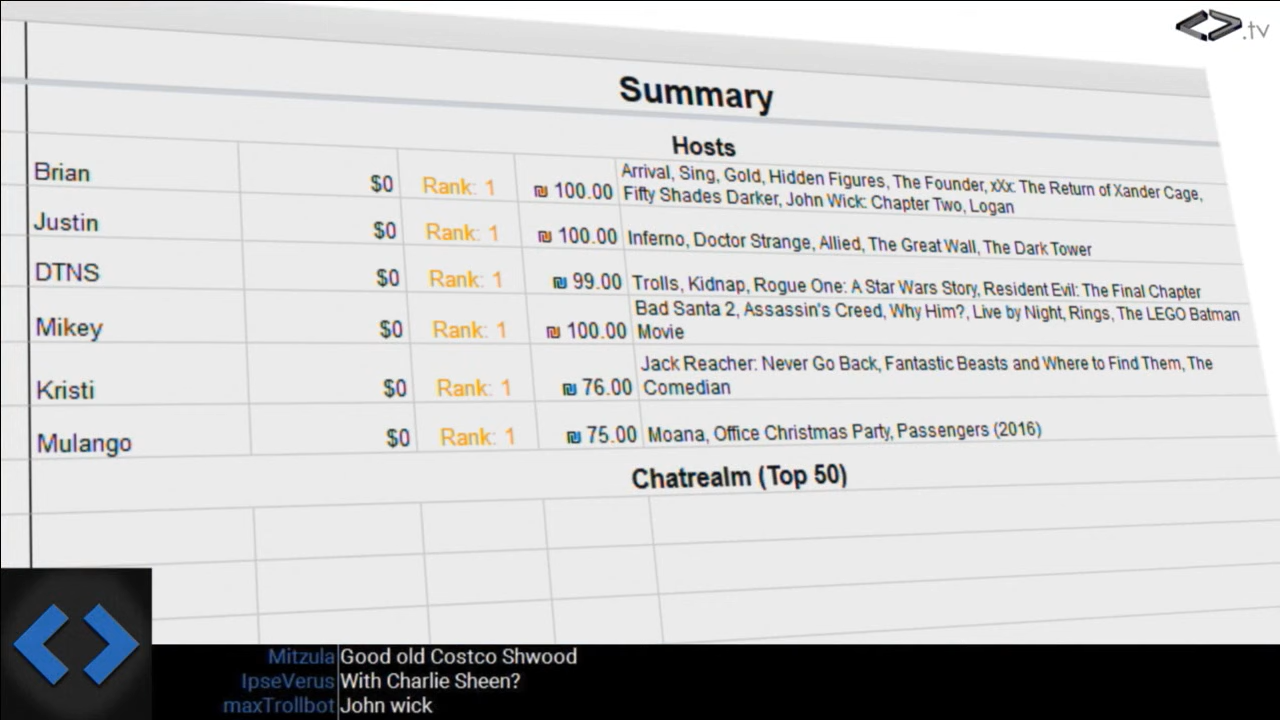 <>.tv
Summary
Hosts
Brian $0 Rank: 1 ₪ 100.00 Arrival, Sing, Gold, Hidden Figures, The Founder, xXx: The Return of Xander Cage,
Fifty Shades Darker, John Wick: Chapter Two, Logan
Justin $0 Rank: 1 ₪ 100.00 Inferno, Doctor Strange, Allied, The Great Wall, The Dark Tower
DTNS $0 Rank: 1 ₪ 99.00 Trolls, Kidnap, Rogue One: A Star Wars Story, Resident Evil: The Final Chapter
Mikey $0 Rank: 1 ₪ 100.00 Bad Santa 2, Assassin's Creed, Why Him?, Live by Night, Rings, The LEGO Batman
Movie
Kristi $0 Rank: 1 ₪ 76.00 Jack Reacher: Never Go Back, Fantastic Beasts and Where to Find Them, The
Comedian
Mulango $0 Rank: 1 ₪ 75.00 Moana, Office Christmas Party, Passengers (2016)
Chatrealm (Top 50)
Mitzula Good old Costco Shwood
IpseVerus With Charlie Sheen?
maxTrollbot John wick